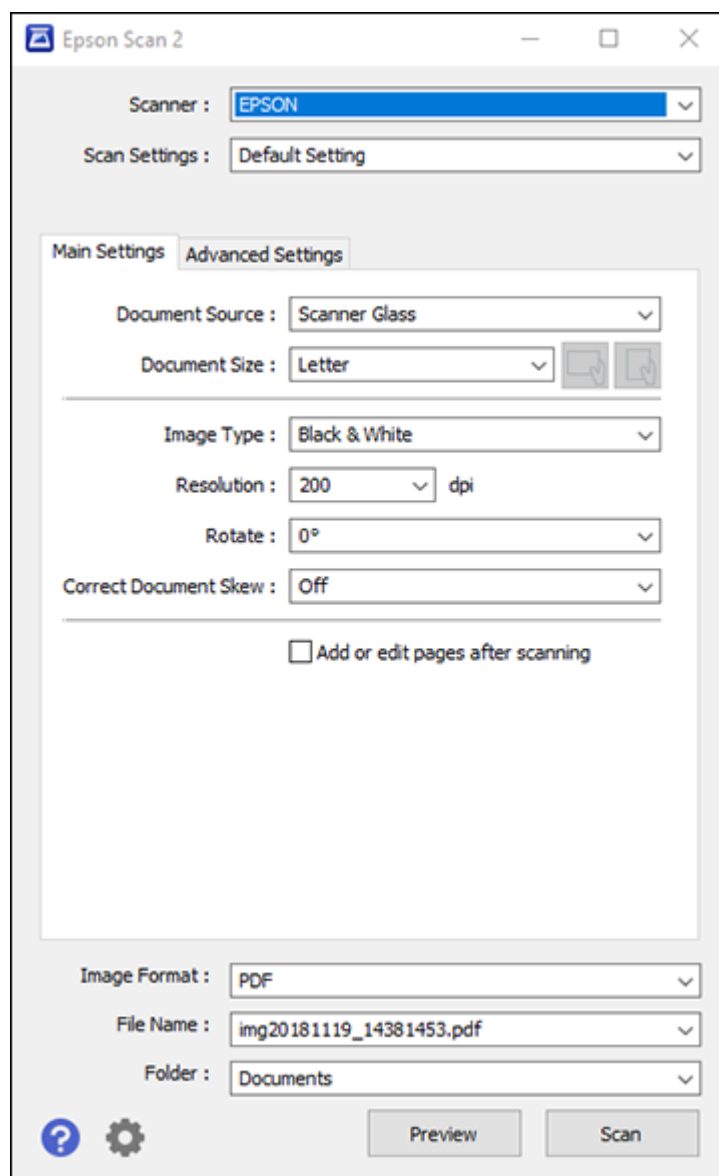 Epson Scan 2
Scanner : EPSON
Scan Settings : Default Setting
Main Settings Advanced Settings
Document Source : Scanner Glass
Document Size : Letter
Image Type : Black & White
Resolution : 200 dpi
Rotate : 0°
Correct Document Skew : Off
Add or edit pages after scanning
Image Format : PDF
File Name : img20181119_14381453.pdf
Folder : Documents
? Preview Scan